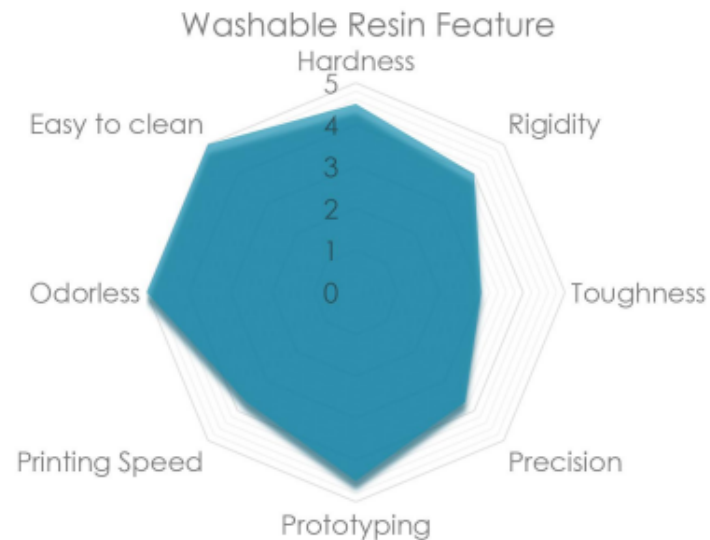 Washable Resin Feature
Hardness
5
Easy to clean
4
Rigidity
3
2
1
Odorless
0
Toughness
Printing Speed
Precision
Prototyping